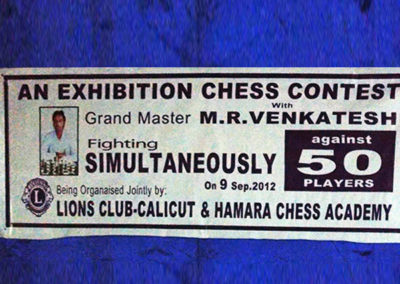 AN EXHIBITION CHESS CONTEST
With
Grand Master M.R.VENKATESH
Fighting
SIMULTANEOUSLY
against
50
PLAYERS
On 9 Sep.2012
Being Organaised Jointly by:
LIONS CLUB-CALICUT & HAMARA CHESS ACADEMY